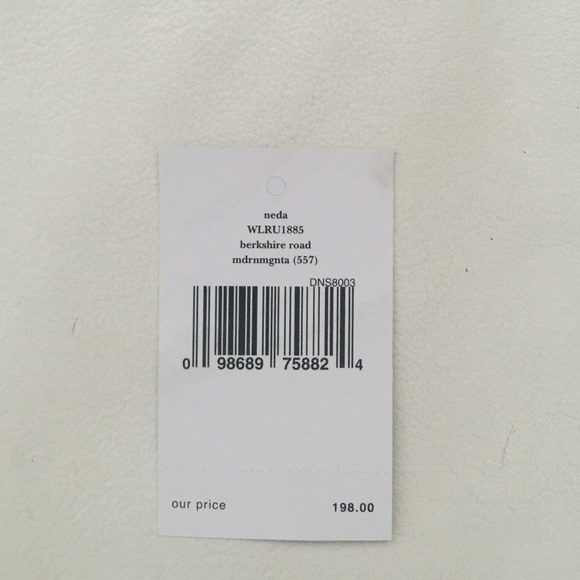 neda
WLRU1885
berkshire road
mdrnmgnta (557)
DNS8003
0 98689 75882 4
our price 198.00